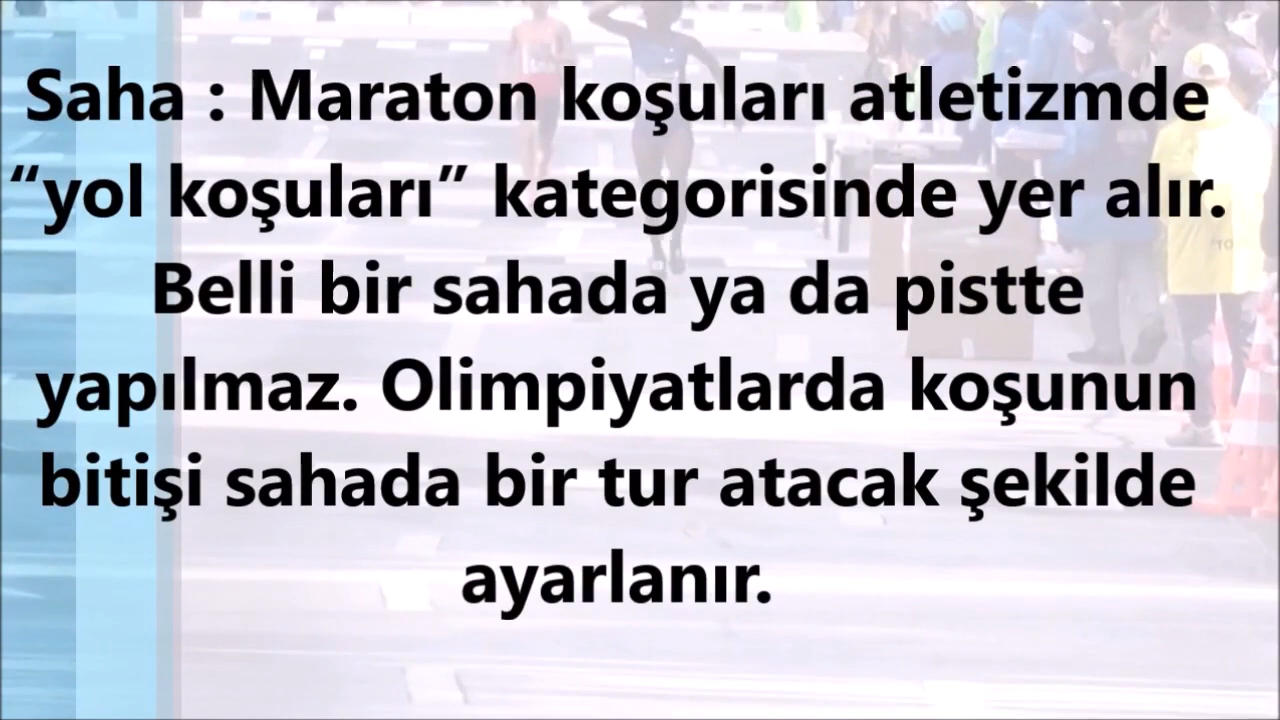 Saha : Maraton koşuları atletizmde
“yol koşuları” kategorisinde yer alır.
Belli bir sahada ya da pistte
yapılmaz. Olimpiyatlarda koşunun
bitişi sahada bir tur atacak şekilde
ayarlanır.